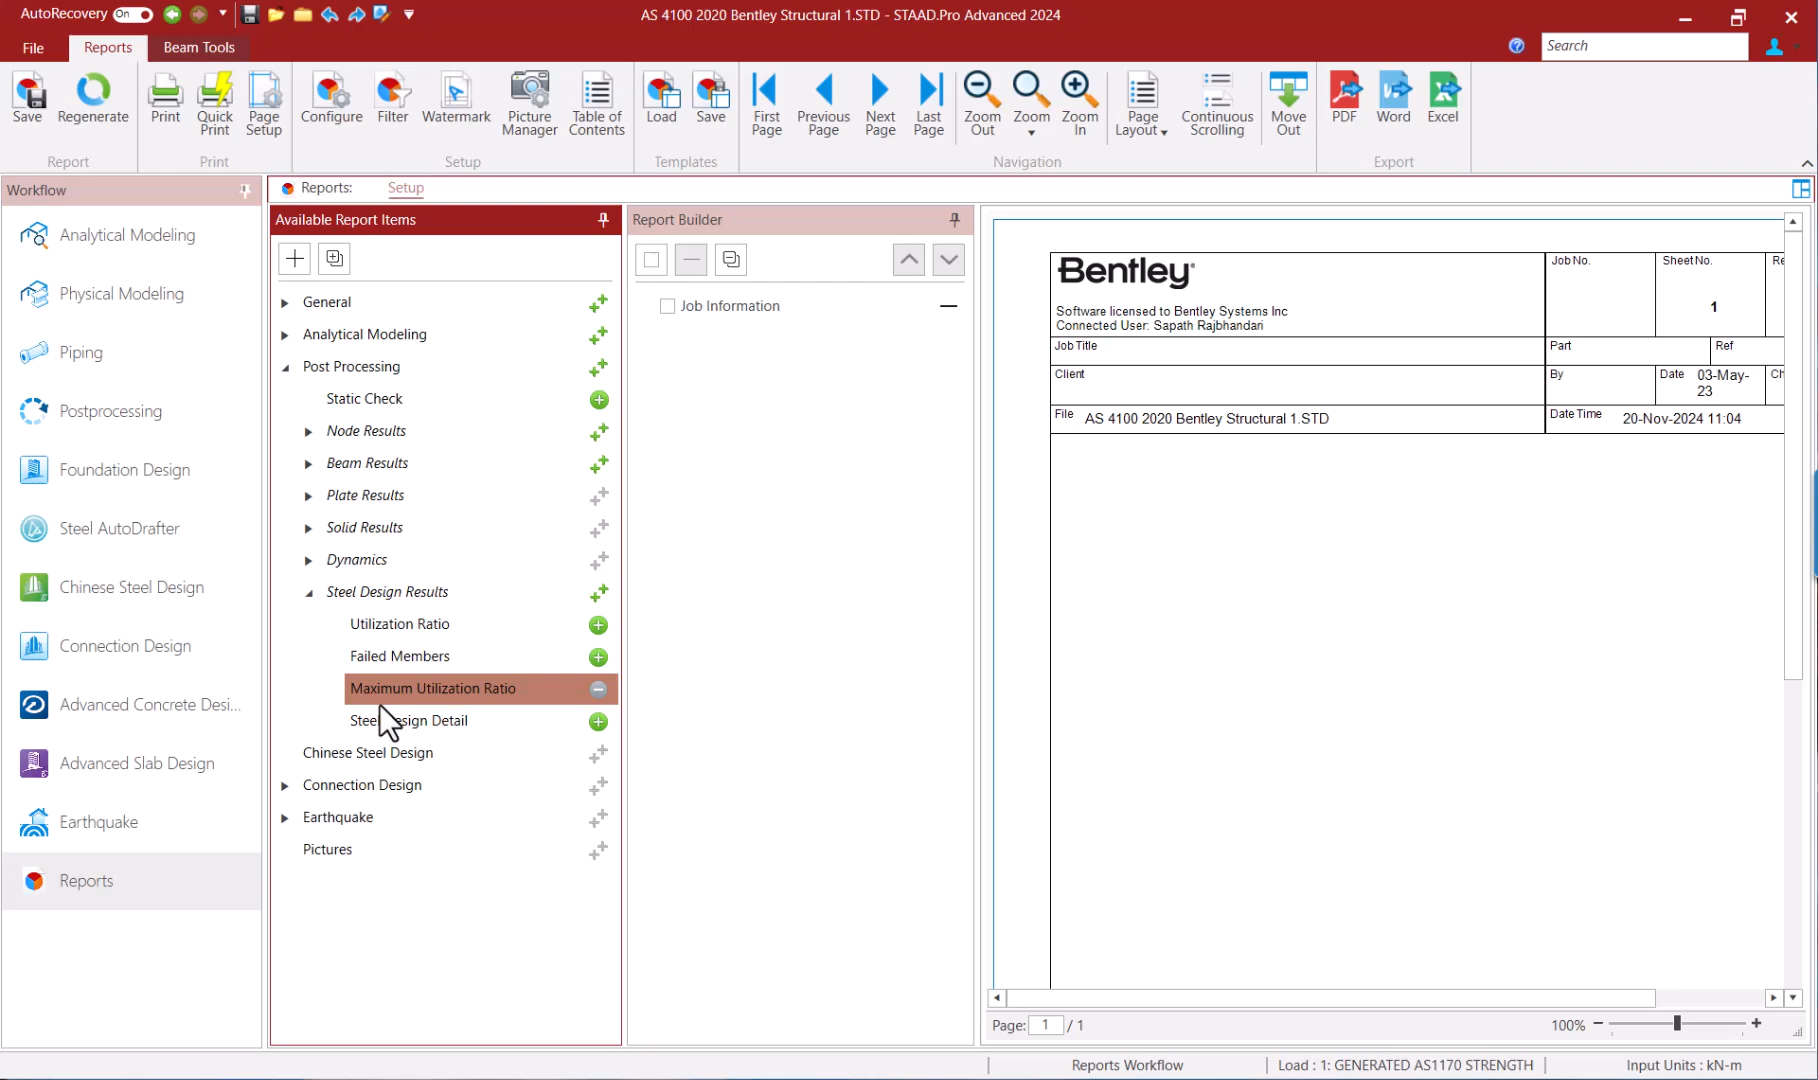 AutoRecovery On
AS 4100 2020 Bentley Structural 1.STD - STAAD.Pro Advanced 2024
File
Reports
Beam Tools
Search
Save
Regenerate
Print
Quick Print
Page Setup
Configure
Filter
Watermark
Picture Manager
Table of Contents
Load
Save
First Page
Previous Page
Next Page
Last Page
Zoom Out
Zoom
Zoom In
Page Layout
Continuous Scrolling
Move Out
PDF
Word
Excel
Report
Print
Setup
Templates
Navigation
Export
Workflow
Analytical Modeling
Physical Modeling
Piping
Postprocessing
Foundation Design
Steel AutoDrafter
Chinese Steel Design
Connection Design
Advanced Concrete Desi...
Advanced Slab Design
Earthquake
Reports
Reports:
Setup
Available Report Items
General
Analytical Modeling
Post Processing
Static Check
Node Results
Beam Results
Plate Results
Solid Results
Dynamics
Steel Design Results
Utilization Ratio
Failed Members
Maximum Utilization Ratio
Steel Design Detail
Chinese Steel Design
Connection Design
Earthquake
Pictures
Report Builder
Job Information
Bentley
Software licensed to Bentley Systems Inc
Connected User: Sapath Rajbhandari
Job No.
Sheet No.
1
Re
Job Title
Part
Ref
Client
By
Date 03-May-
23
Ch
File AS 4100 2020 Bentley Structural 1.STD
Date Time 20-Nov-2024 11:04
Page: 1 / 1
100%
Reports Workflow
Load : 1: GENERATED AS1170 STRENGTH
Input Units : kN-m